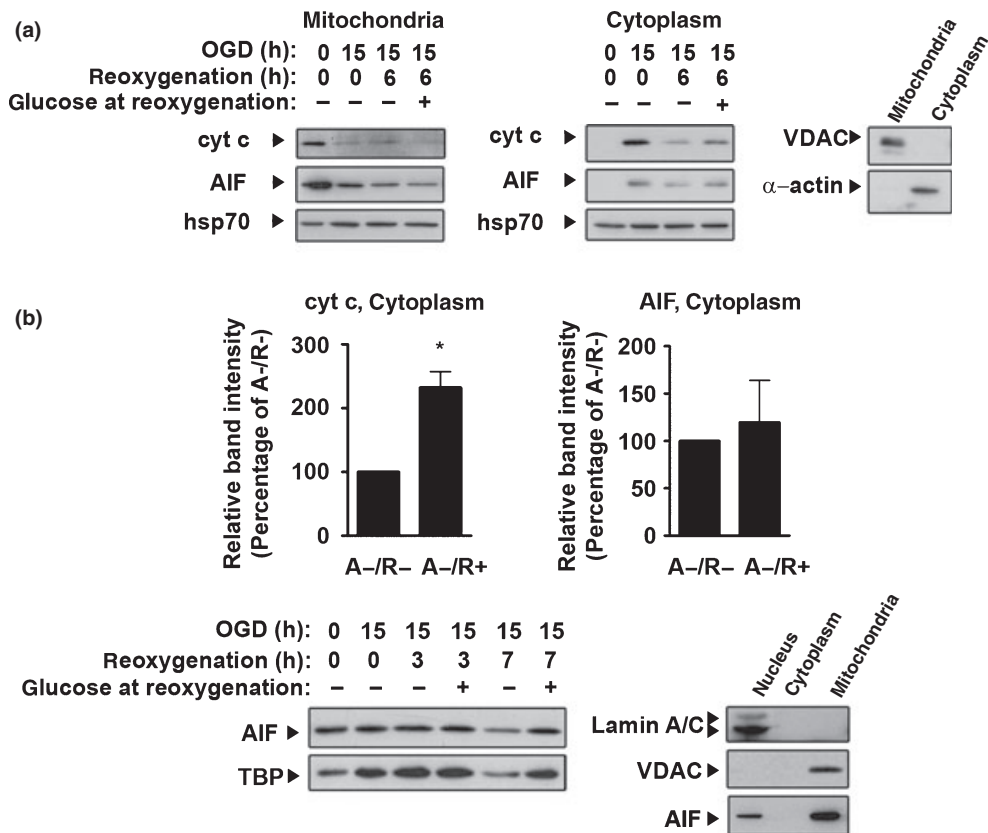 (a)
Mitochondria
OGD (h): 0 15 15 15
Reoxygenation (h): 0 0 6 6
Glucose at reoxygenation: – – – +
cyt c
AIF
hsp70
Cytoplasm
0 15 15 15
0 0 6 6
– – – +
cyt c
AIF
hsp70
Mitochondria
Cytoplasm
VDAC
α–actin
(b)
cyt c, Cytoplasm
Relative band intensity
(Percentage of A-/R-)
300
200
100
0
*
A–/R– A–/R+
AIF, Cytoplasm
Relative band intensity
(Percentage of A-/R-)
200
150
100
50
0
A–/R– A–/R+
OGD (h): 0 15 15 15 15 15
Reoxygenation (h): 0 0 3 3 7 7
Glucose at reoxygenation: – – – + – +
AIF
TBP
Nucleus
Cytoplasm
Mitochondria
Lamin A/C
VDAC
AIF